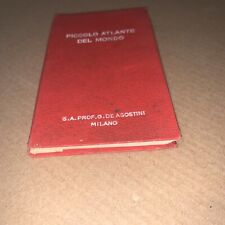 PICCOLO ATLANTE
DEL MONDO
S.A. PROF. G. DE AGOSTINI
MILANO